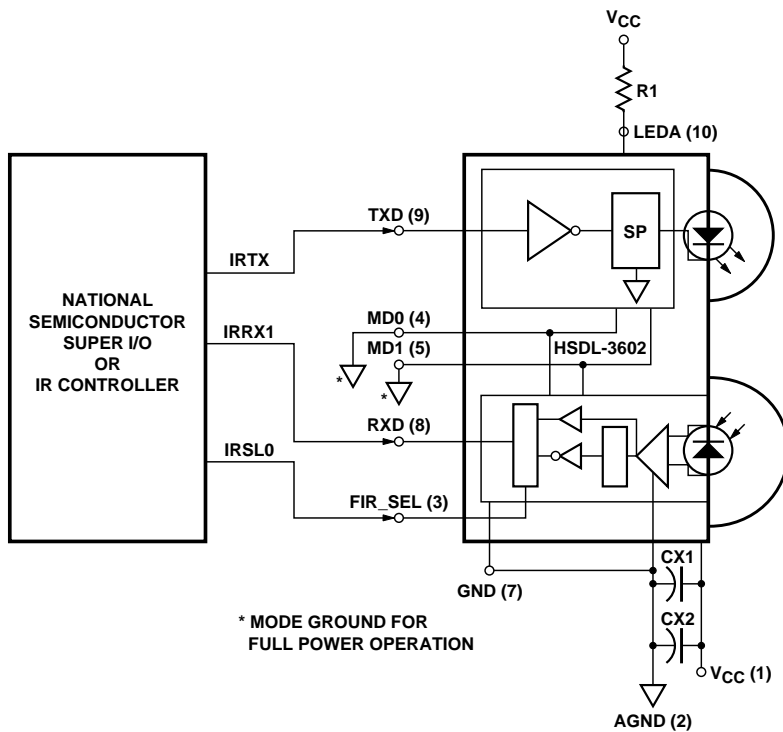 VCC
R1
LEDA (10)
TXD (9)
SP
IRTX
NATIONAL
SEMICONDUCTOR
SUPER I/O
OR
IR CONTROLLER
MD0 (4)
*
MD1 (5)
*
HSDL-3602
IRRX1
RXD (8)
IRSL0
FIR_SEL (3)
GND (7)
CX1
CX2
* MODE GROUND FOR
FULL POWER OPERATION
VCC (1)
AGND (2)